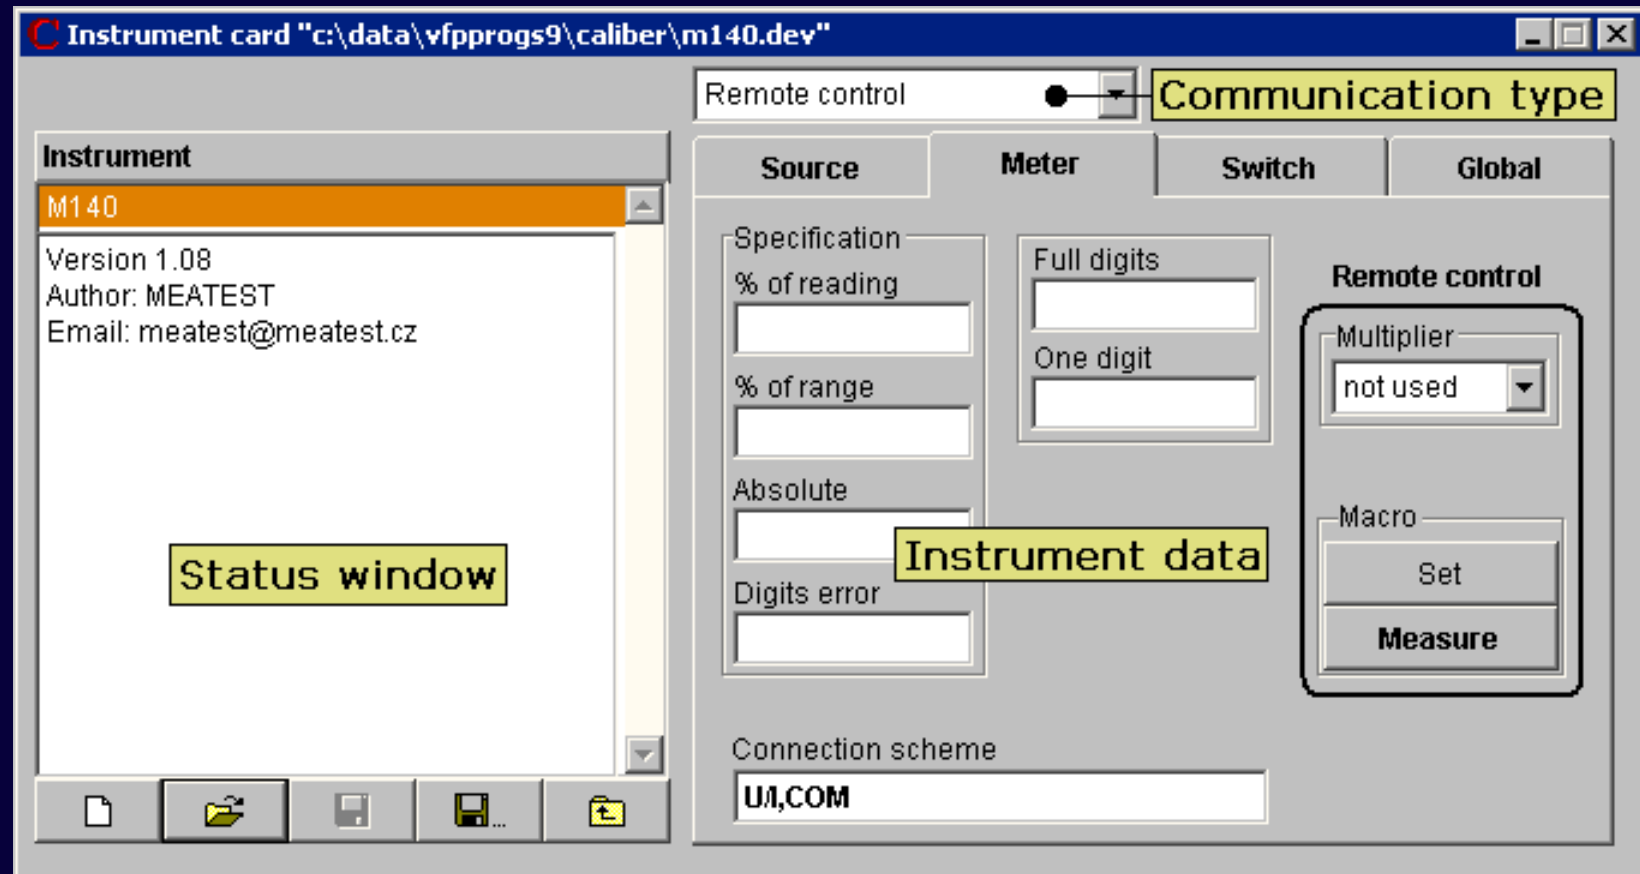 Instrument card "c:\data\vfpprogs9\caliber\m140.dev"
Remote control
Communication type
Instrument
M140
Version 1.08
Author: MEATEST
Email: meatest@meatest.cz
Status window
Source
Meter
Switch
Global
Specification
% of reading
% of range
Absolute
Digits error
Full digits
One digit
Instrument data
Remote control
Multiplier
not used
Macro
Set
Measure
Connection scheme
U/I,COM